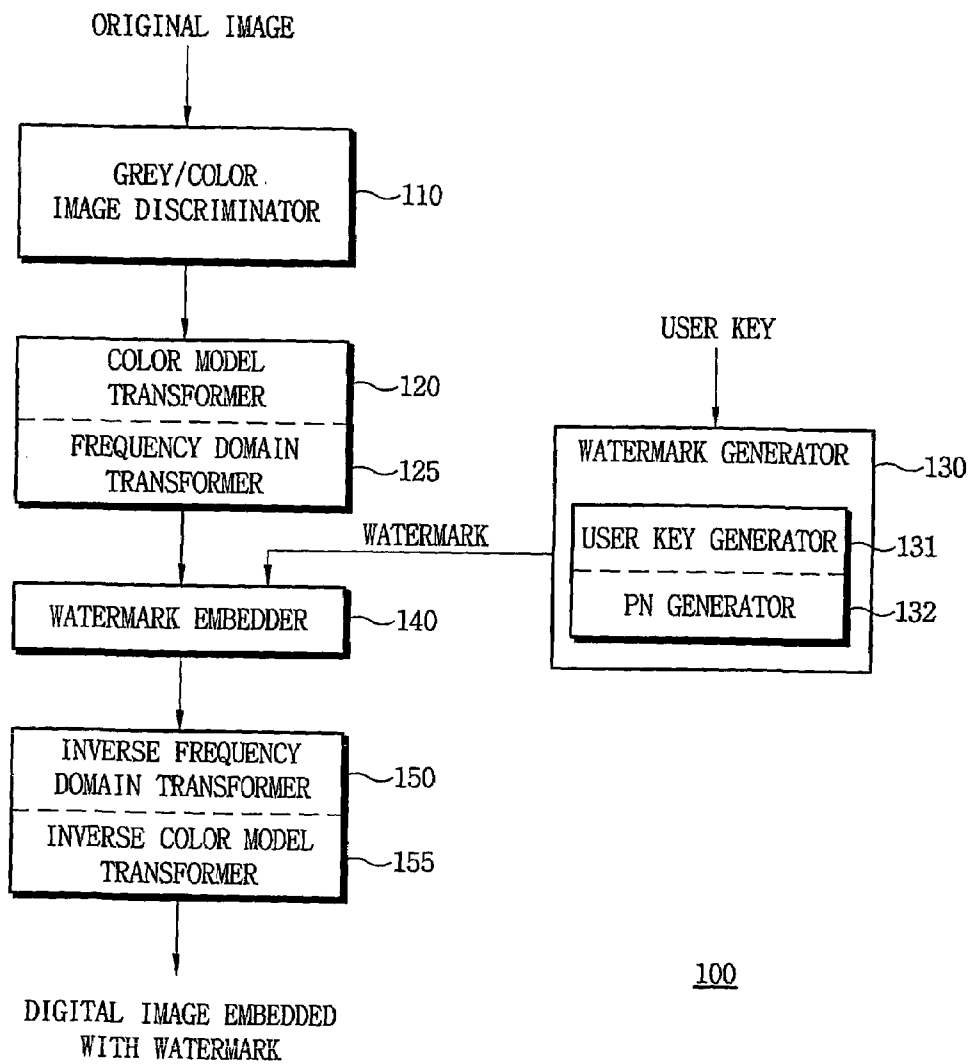 ORIGINAL IMAGE
GREY/COLOR
IMAGE DISCRIMINATOR
110
COLOR MODEL
TRANSFORMER
120
FREQUENCY DOMAIN
TRANSFORMER
125
USER KEY
WATERMARK GENERATOR
130
USER KEY GENERATOR
131
PN GENERATOR
132
WATERMARK
WATERMARK EMBEDDER
140
INVERSE FREQUENCY
DOMAIN TRANSFORMER
150
INVERSE COLOR MODEL
TRANSFORMER
155
100
DIGITAL IMAGE EMBEDDED
WITH WATERMARK